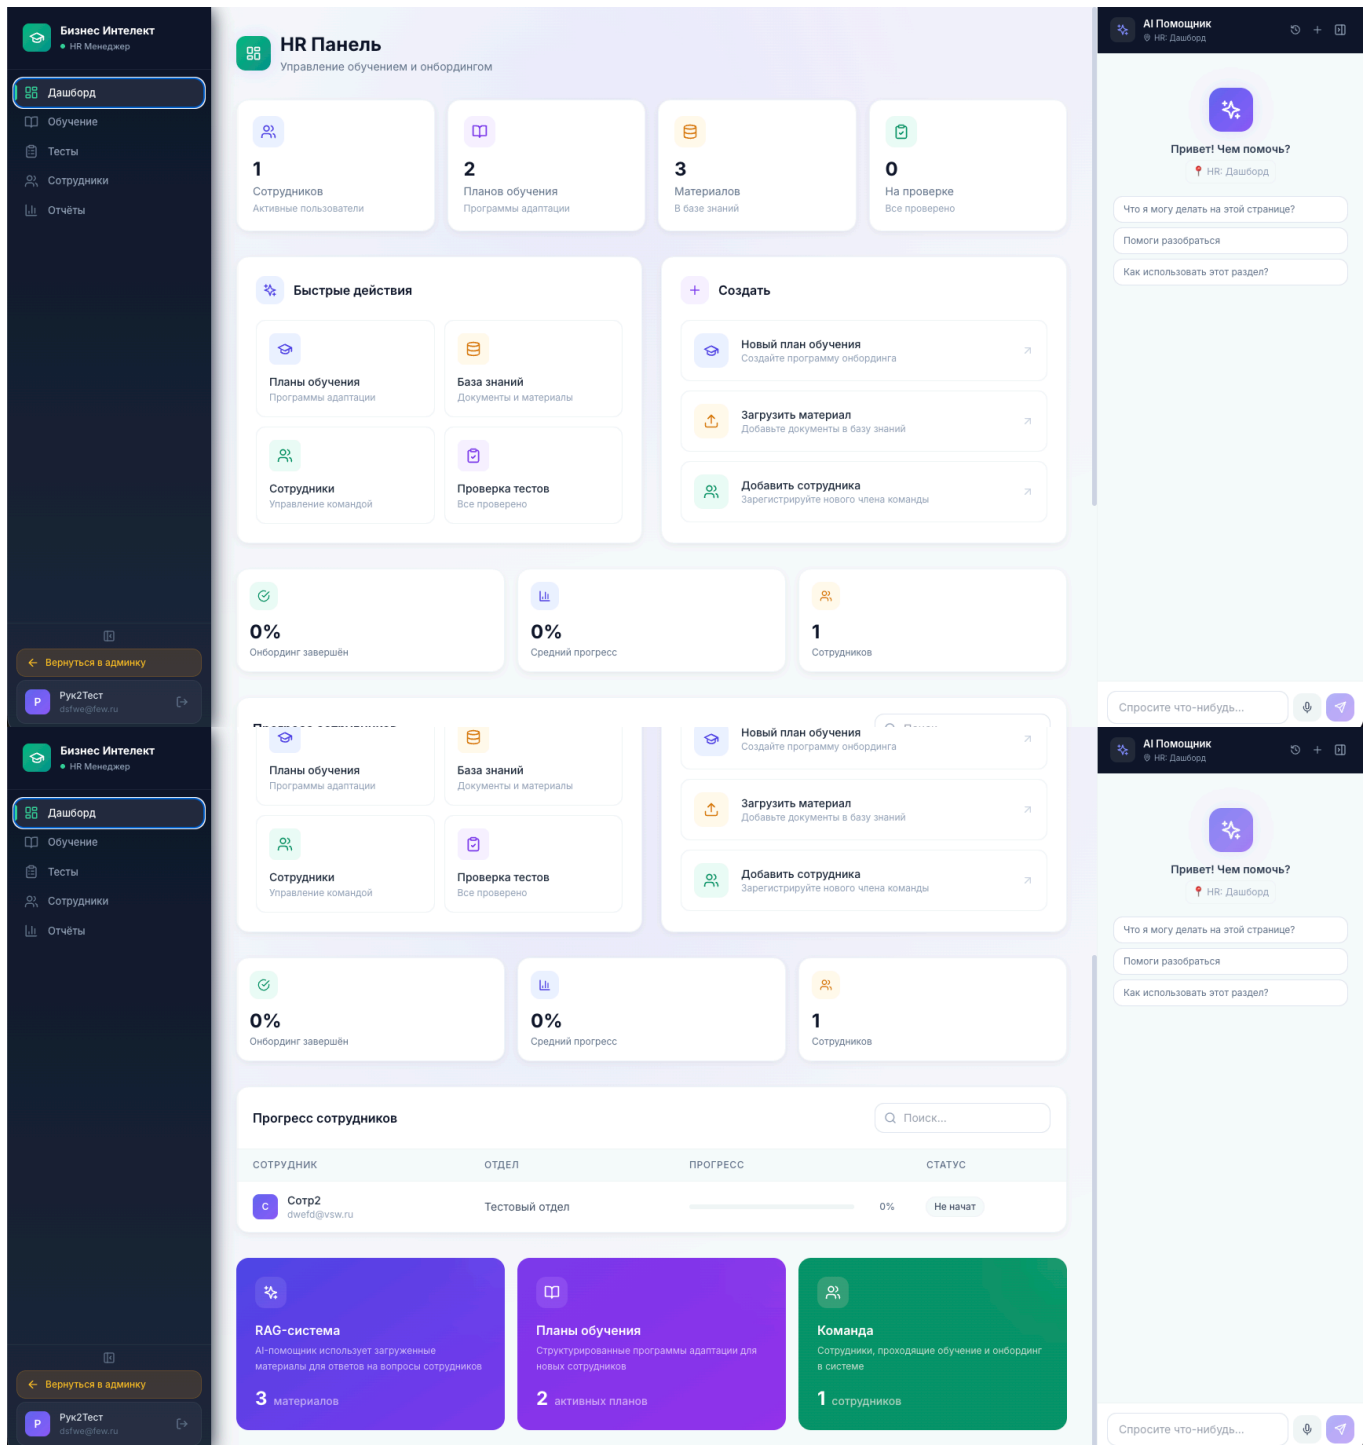 Бизнес Интелект
HR Менеджер
Дашборд
Обучение
Тесты
Сотрудники
Отчёты
Вернуться в админку
Р
Рук2Тест
dsfwe@few.ru
HR Панель
Управление обучением и онбордингом
1
Сотрудников
Активные пользователи
2
Планов обучения
Программы адаптации
3
Материалов
В базе знаний
0
На проверке
Все проверено
Быстрые действия
Планы обучения
Программы адаптации
База знаний
Документы и материалы
Сотрудники
Управление командой
Проверка тестов
Все проверено
Создать
Новый план обучения
Создайте программу онбординга
Загрузить материал
Добавьте документы в базу знаний
Добавить сотрудника
Зарегистрируйте нового члена команды
0%
Онбординг завершён
0%
Средний прогресс
1
Сотрудников
Прогресс сотрудников
Поиск...
AI Помощник
HR: Дашборд
Привет! Чем помочь?
HR: Дашборд
Что я могу делать на этой странице?
Помоги разобраться
Как использовать этот раздел?
Спросите что-нибудь...
Бизнес Интелект
HR Менеджер
Дашборд
Обучение
Тесты
Сотрудники
Отчёты
Вернуться в админку
Р
Рук2Тест
dsfwe@few.ru
Планы обучения
Программы адаптации
База знаний
Документы и материалы
Сотрудники
Управление командой
Проверка тестов
Все проверено
Новый план обучения
Создайте программу онбординга
Загрузить материал
Добавьте документы в базу знаний
Добавить сотрудника
Зарегистрируйте нового члена команды
0%
Онбординг завершён
0%
Средний прогресс
1
Сотрудников
Прогресс сотрудников
Поиск...
СОТРУДНИК ОТДЕЛ ПРОГРЕСС СТАТУС
С
Сотр2
dwefd@vsw.ru
Тестовый отдел
0%
Не начат
RAG-система
AI-помощник использует загруженные
материалы для ответов на вопросы сотрудников
3 материалов
Планы обучения
Структурированные программы адаптации для
новых сотрудников
2 активных планов
Команда
Сотрудники, проходящие обучение и онбординг
в системе
1 сотрудников
AI Помощник
HR: Дашборд
Привет! Чем помочь?
HR: Дашборд
Что я могу делать на этой странице?
Помоги разобраться
Как использовать этот раздел?
Спросите что-нибудь...